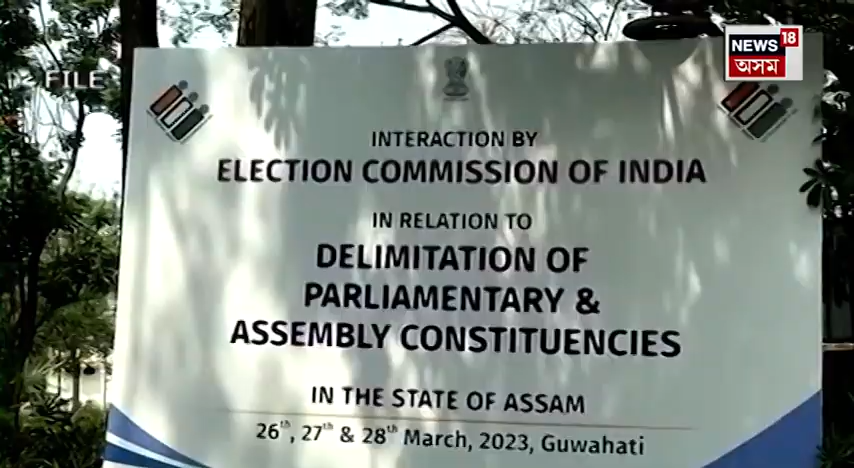 NEWS 18
অসম
FILE
INTERACTION BY
ELECTION COMMISSION OF INDIA
IN RELATION TO
DELIMITATION OF
PARLIAMENTARY &
ASSEMBLY CONSTITUENCIES
IN THE STATE OF ASSAM
26th, 27th & 28th March, 2023, Guwahati